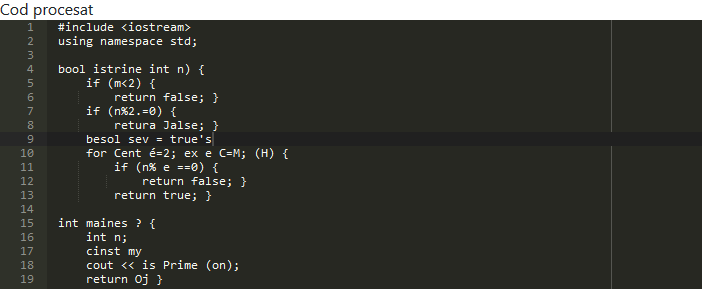 Cod procesat
1 #include <iostream>
2 using namespace std;
3
4 bool istrine int n) {
5 if (m<2) {
6 return false; }
7 if (n%2.=0) {
8 retura Jalse; }
9 besol sev = true's
10 for Cent é=2; ex e C=M; (H) {
11 if (n% e ==0) {
12 return false; }
13 return true; }
14
15 int maines ? {
16 int n;
17 cinst my
18 cout << is Prime (on);
19 return Oj }